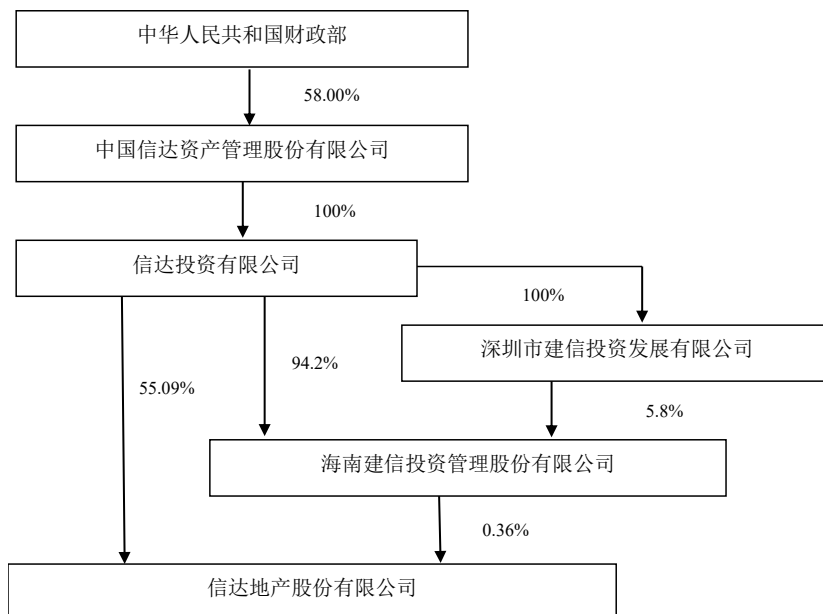 中华人民共和国财政部
58.00%
中国信达资产管理股份有限公司
100%
信达投资有限公司
100%
深圳市建信投资发展有限公司
94.2%
55.09%
5.8%
海南建信投资管理股份有限公司
0.36%
信达地产股份有限公司